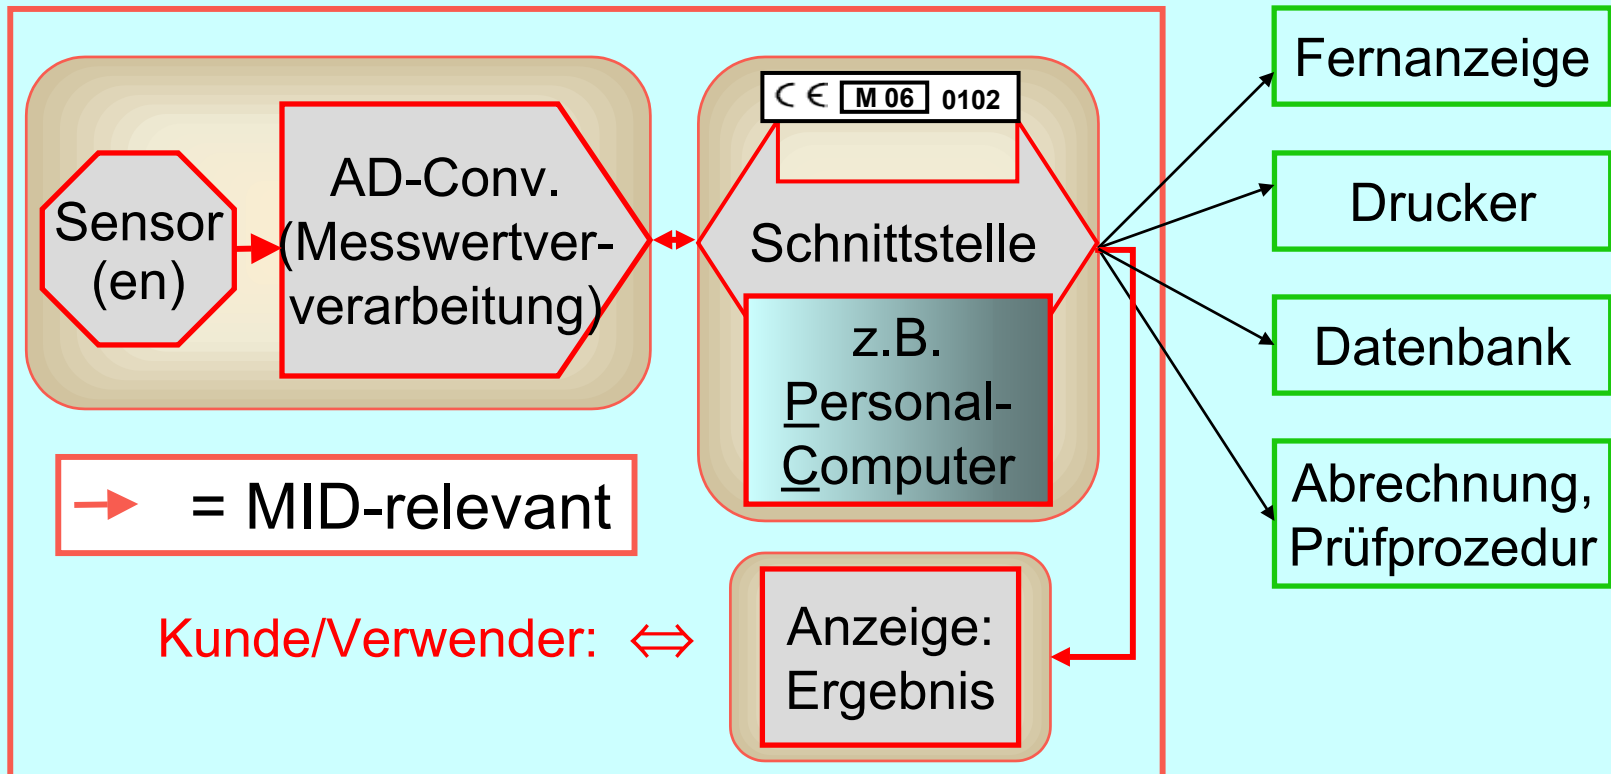 Sensor
(en)
AD-Conv.
(Messwertver-
verarbeitung)
CE M 06 0102
Schnittstelle
z.B.
Personal-
Computer
Fernanzeige
Drucker
Datenbank
Abrechnung,
Prüfprozedur
= MID-relevant
Kunde/Verwender: ⇔
Anzeige:
Ergebnis